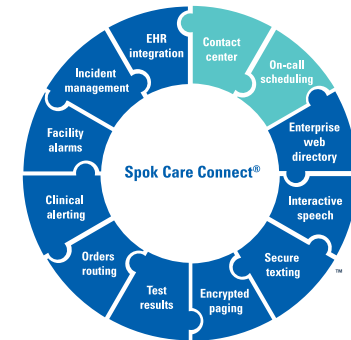 Contact
center
On-call
scheduling
Enterprise
web
directory
Interactive
speech
Secure
texting
™
Encrypted
paging
Test
results
Orders
routing
Clinical
alerting
Facility
alarms
Incident
management
EHR
integration
Spok Care Connect®